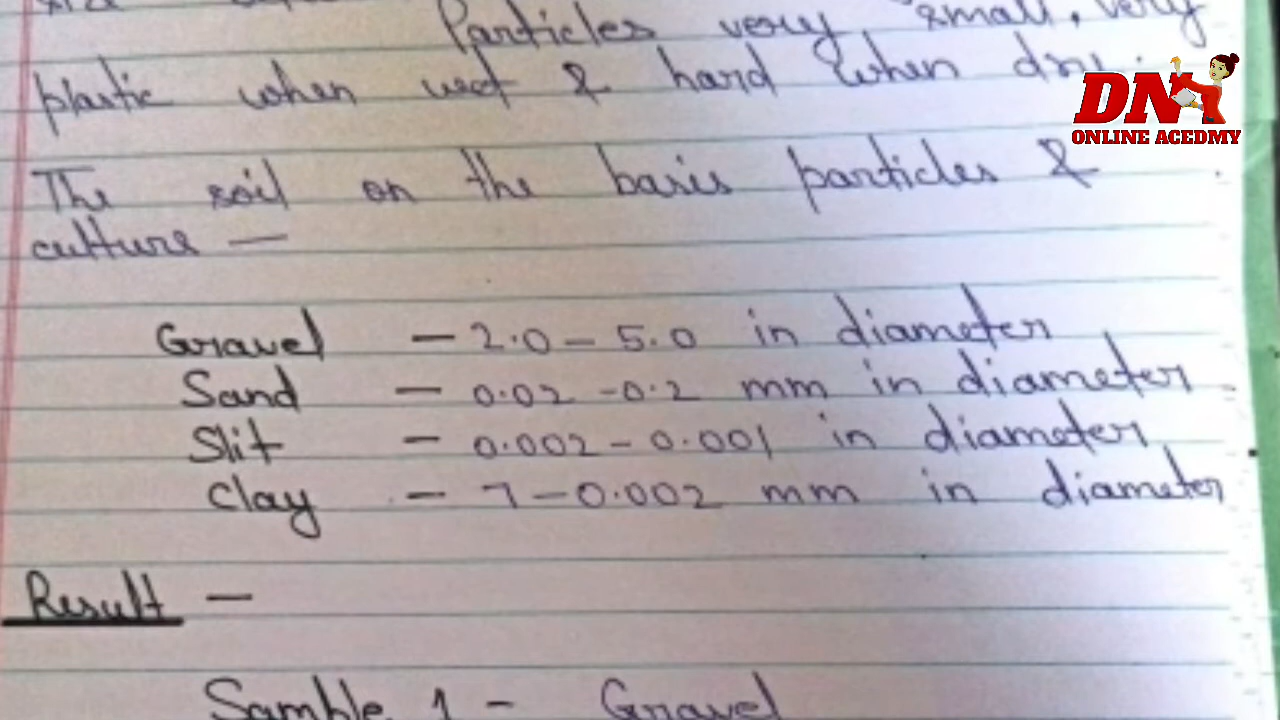 Particles very small, very
plastic when wet & hard when dry.
DN
ONLINE ACEDMY
The soil on the basis particles &
culture —
Gravel — 2.0 – 5.0 in diameter
Sand — 0.02 - 0.2 mm in diameter
Slit — 0.002 – 0.001 in diameter
Clay — 7 – 0.002 mm in diameter
Result —
Samble 1 – Gravel